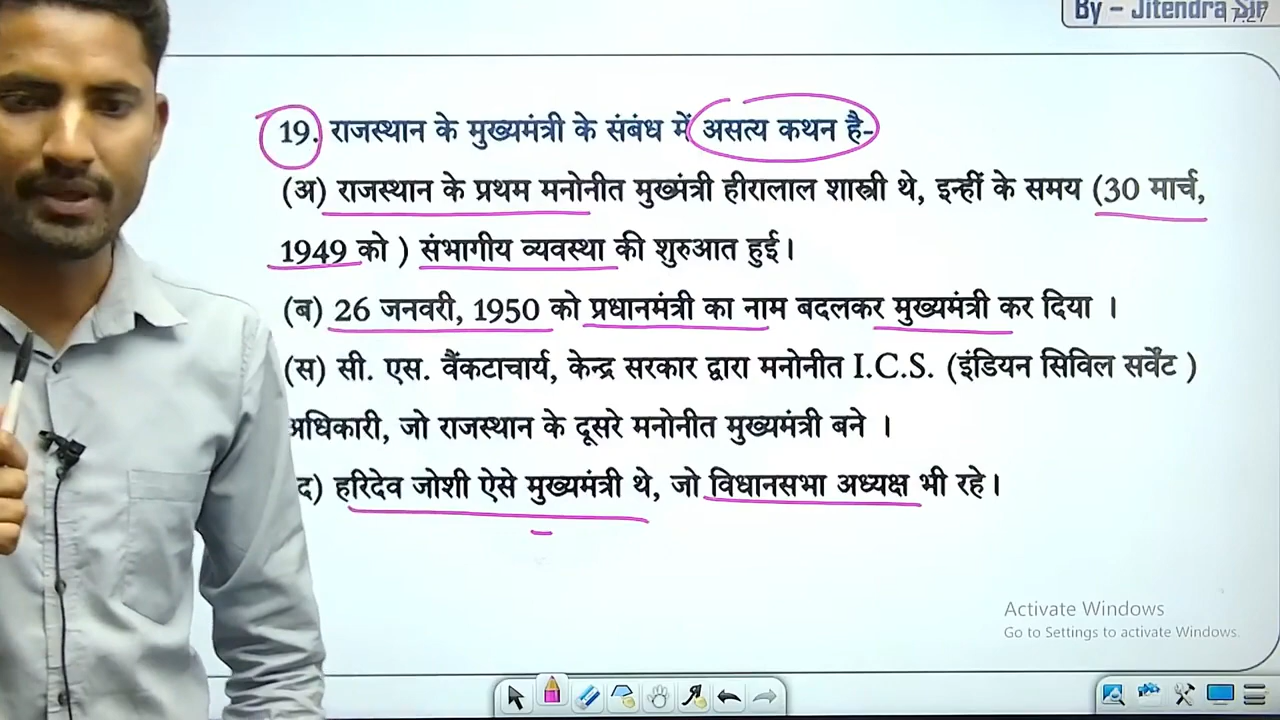 By – Jitendra Sir
17:27
19. राजस्थान के मुख्यमंत्री के संबंध में असत्य कथन है-
(अ) राजस्थान के प्रथम मनोनीत मुख्मंत्री हीरालाल शास्त्री थे, इन्हीं के समय (30 मार्च,
1949 को ) संभागीय व्यवस्था की शुरुआत हुई।
(ब) 26 जनवरी, 1950 को प्रधानमंत्री का नाम बदलकर मुख्यमंत्री कर दिया ।
(स) सी. एस. वैंकटाचार्य, केन्द्र सरकार द्वारा मनोनीत I.C.S. (इंडियन सिविल सर्वेंट )
अधिकारी, जो राजस्थान के दूसरे मनोनीत मुख्यमंत्री बने ।
द) हरिदेव जोशी ऐसे मुख्यमंत्री थे, जो विधानसभा अध्यक्ष भी रहे।
Activate Windows
Go to Settings to activate Windows.